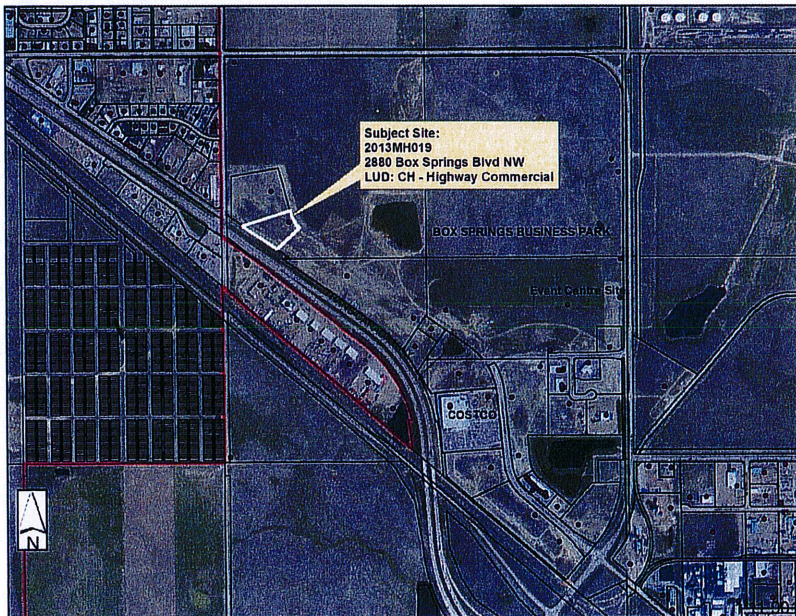 Subject Site:
2013MH019
2880 Box Springs Blvd NW
LUD: CH - Highway Commercial
BOX SPRINGS BUSINESS PARK
Event Centre Site
COSTCO
N